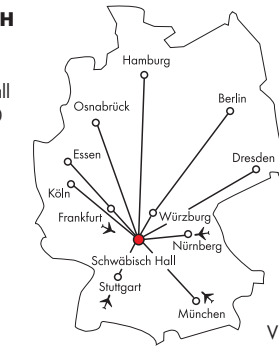 H
Hamburg
all
Berlin
Osnabrück
Essen
Dresden
Köln
Frankfurt
Würzburg
Nürnberg
Schwäbisch Hall
Stuttgart
München
V